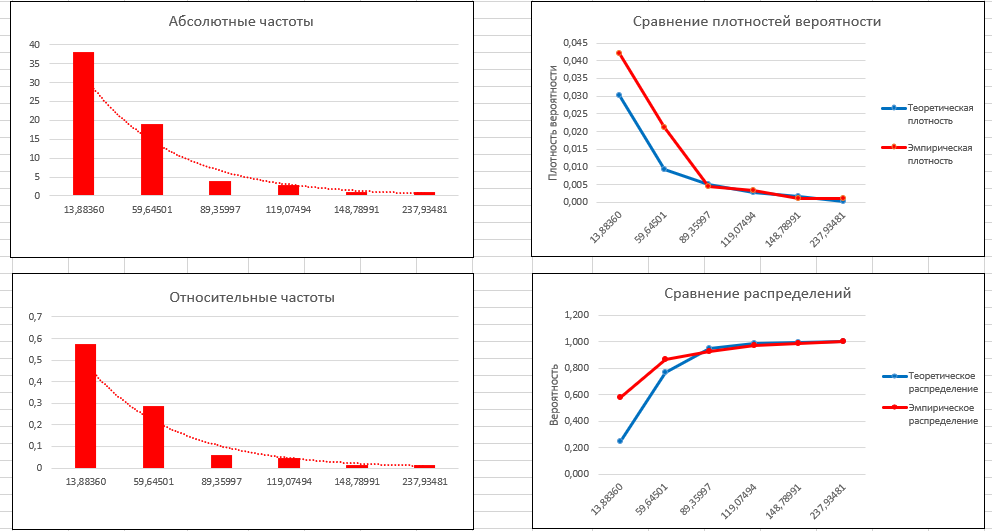 Абсолютные частоты
40
35
30
25
20
15
10
5
0
13,88360 59,64501 89,35997 119,07494 148,78991 237,93481
Сравнение плотностей вероятности
Плотность вероятности
0,045
0,040
0,035
0,030
0,025
0,020
0,015
0,010
0,005
0,000
13,88360 59,64501 89,35997 119,07494 148,78991 237,93481
Теоретическая
плотность
Эмпирическая
плотность
Относительные частоты
0,7
0,6
0,5
0,4
0,3
0,2
0,1
0
13,88360 59,64501 89,35997 119,07494 148,78991 237,93481
Сравнение распределений
Вероятность
1,200
1,000
0,800
0,600
0,400
0,200
0,000
13,88360 59,64501 89,35997 119,07494 148,78991 237,93481
Теоретическое
распределение
Эмпирическое
распределение